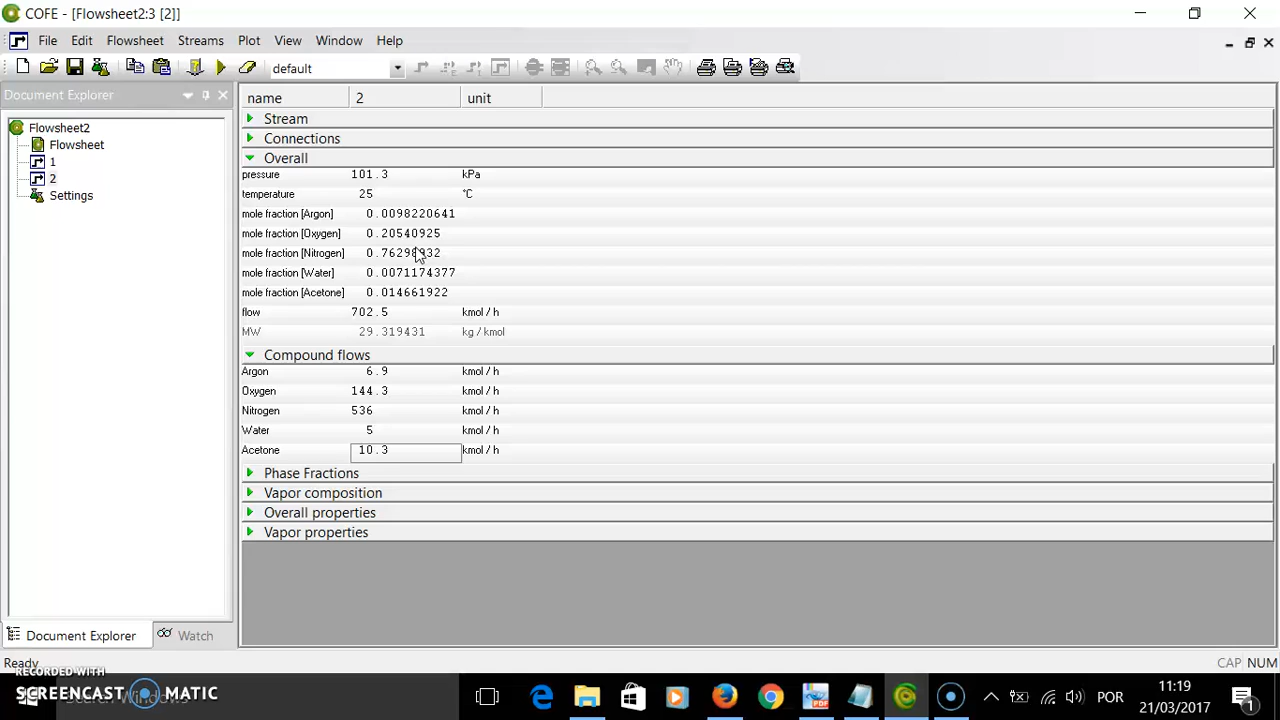 COFE - [Flowsheet2:3 [2]]
File Edit Flowsheet Streams Plot View Window Help
default
Document Explorer
Flowsheet2
Flowsheet
1
2
Settings
name 2 unit
Stream
Connections
Overall
pressure 101.3 kPa
temperature 25 °C
mole fraction [Argon] 0.0098220641
mole fraction [Oxygen] 0.20540925
mole fraction [Nitrogen]
mole fraction [Water] 0.0071174377
mole fraction [Acetone] 0.014661922
flow 702.5 kmol / h
MW 29.319431 kg / kmol
Compound flows
Argon 6.9 kmol / h
Oxygen 144.3 kmol / h
Nitrogen 536 kmol / h
Water 5 kmol / h
Acetone 10.3 kmol / h
Phase Fractions
Vapor composition
Overall properties
Vapor properties
Document Explorer Watch
Ready CAP NUM
RECORDED WITH
SCREENCAST MATIC
Search Windows
POR
11:19
21/03/2017
1